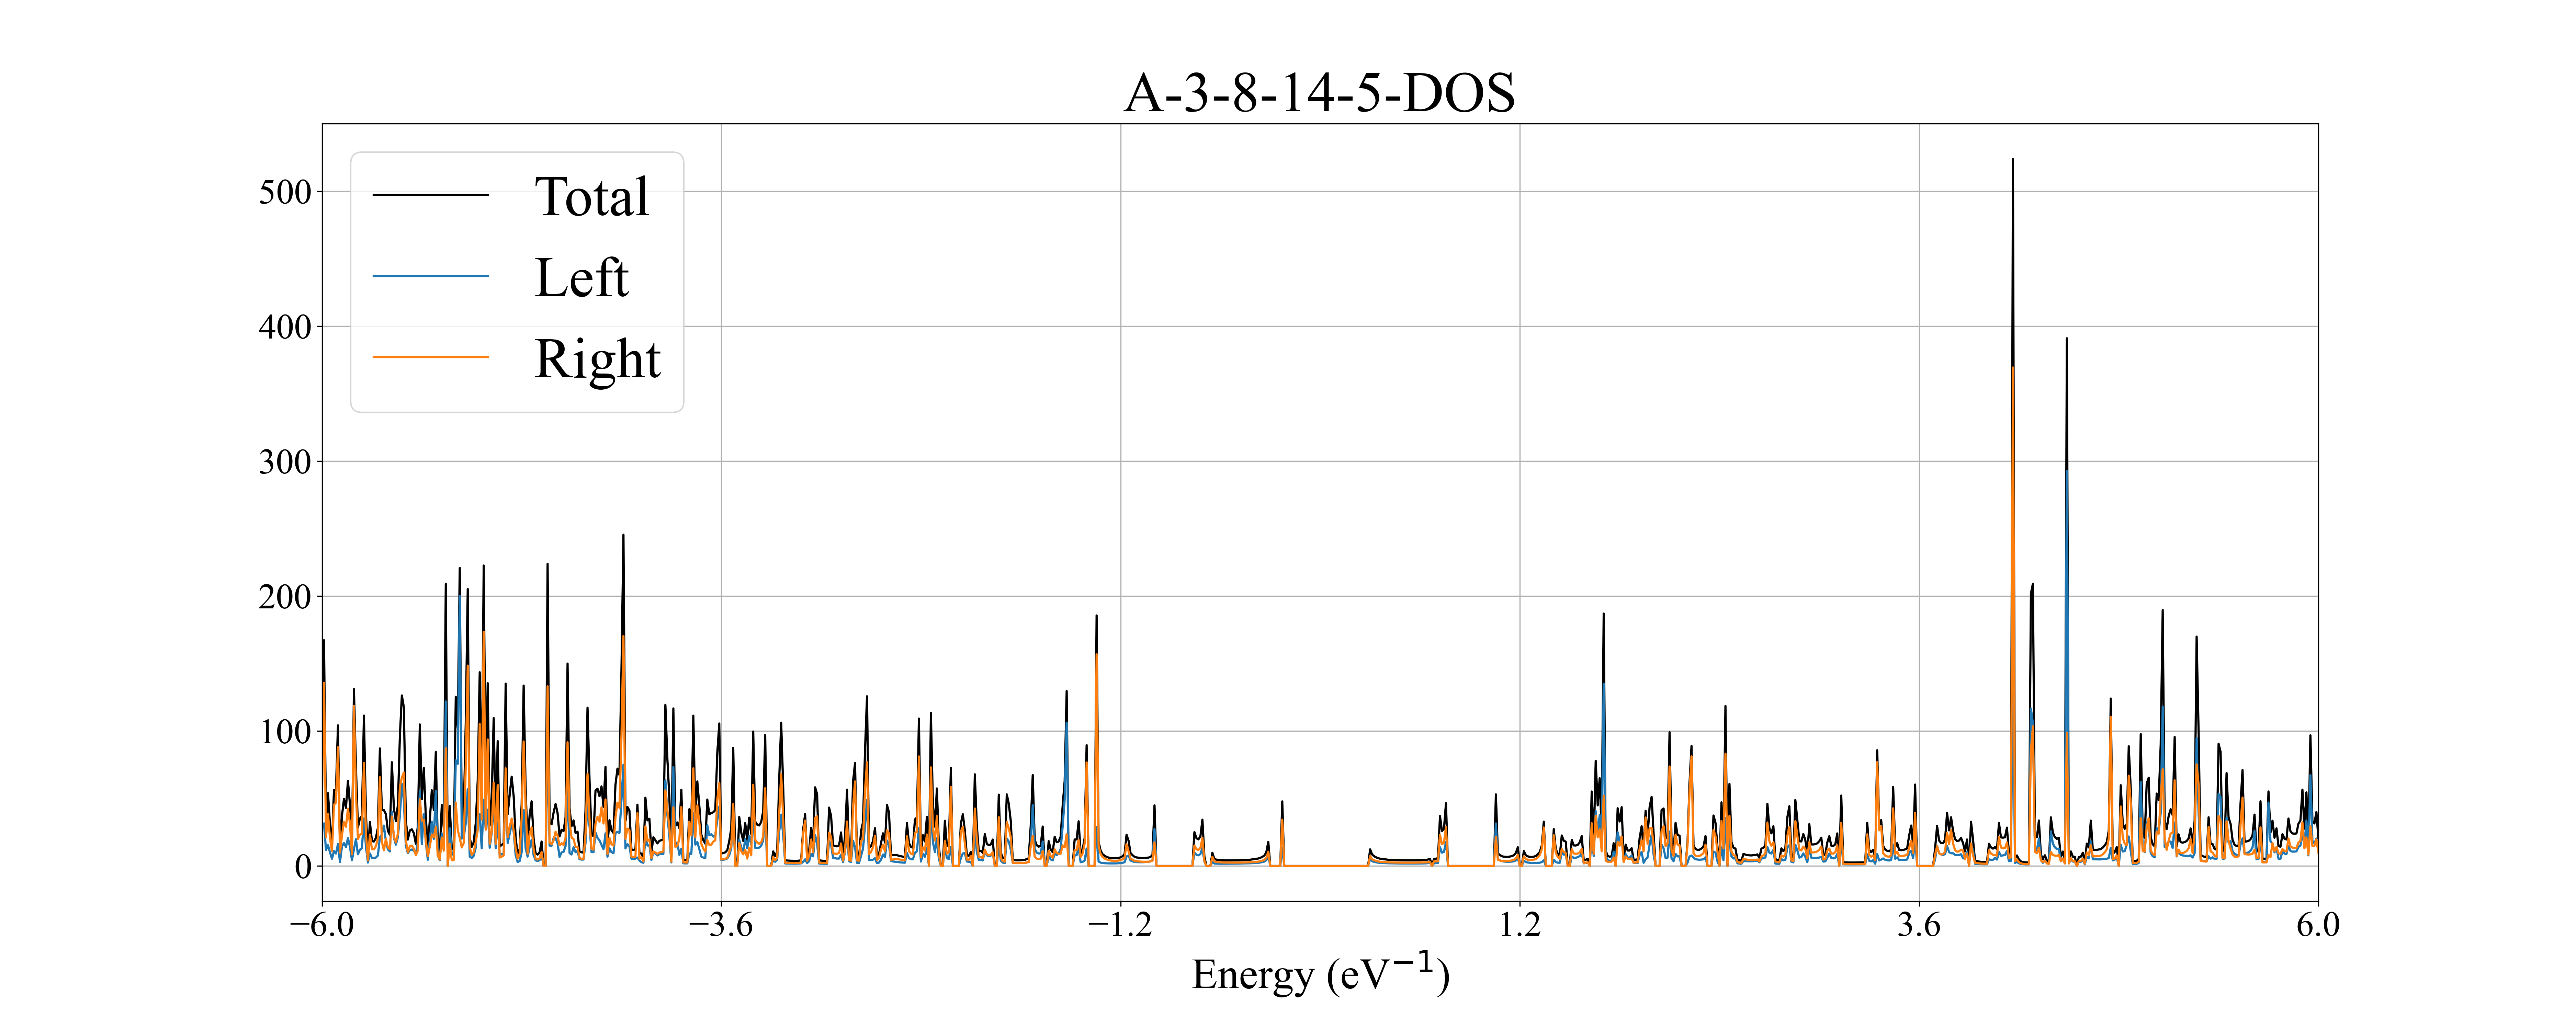 A-3-8-14-5-DOS
Total
Left
Right
500
400
300
200
100
0
−6.0 −3.6 −1.2 1.2 3.6 6.0
Energy (eV⁻¹)